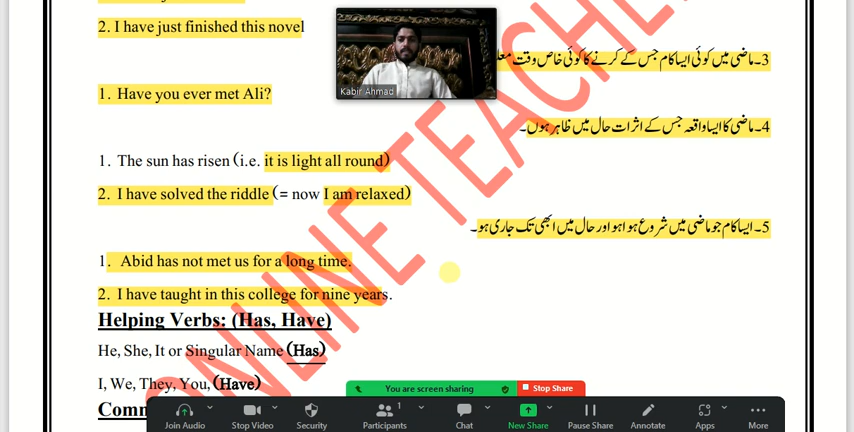 2. I have just finished this novel
3۔ ماضی میں کوئی ایسا کام جس کے کرنے کا کوئی خاص وقت
Kabir Ahmad
1. Have you ever met Ali?
4۔ ماضی کا ایسا واقعہ جس کے اثرات حال میں ظاہر ہوں۔
1. The sun has risen (i.e. it is light all round)
2. I have solved the riddle (= now I am relaxed)
5۔ ایسا کام جو ماضی میں شروع ہوا ہو اور حال میں ابھی تک جاری ہو۔
1. Abid has not met us for a long time.
2. I have taught in this college for nine years.
Helping Verbs: (Has, Have)
He, She, It or Singular Name (Has)
I, We, They, You, (Have)
Comm
ONLINE TEACHE
You are screen sharing
Stop Share
Join Audio
Stop Video
Security
1
Participants
Chat
New Share
Pause Share
Annotate
Apps
More